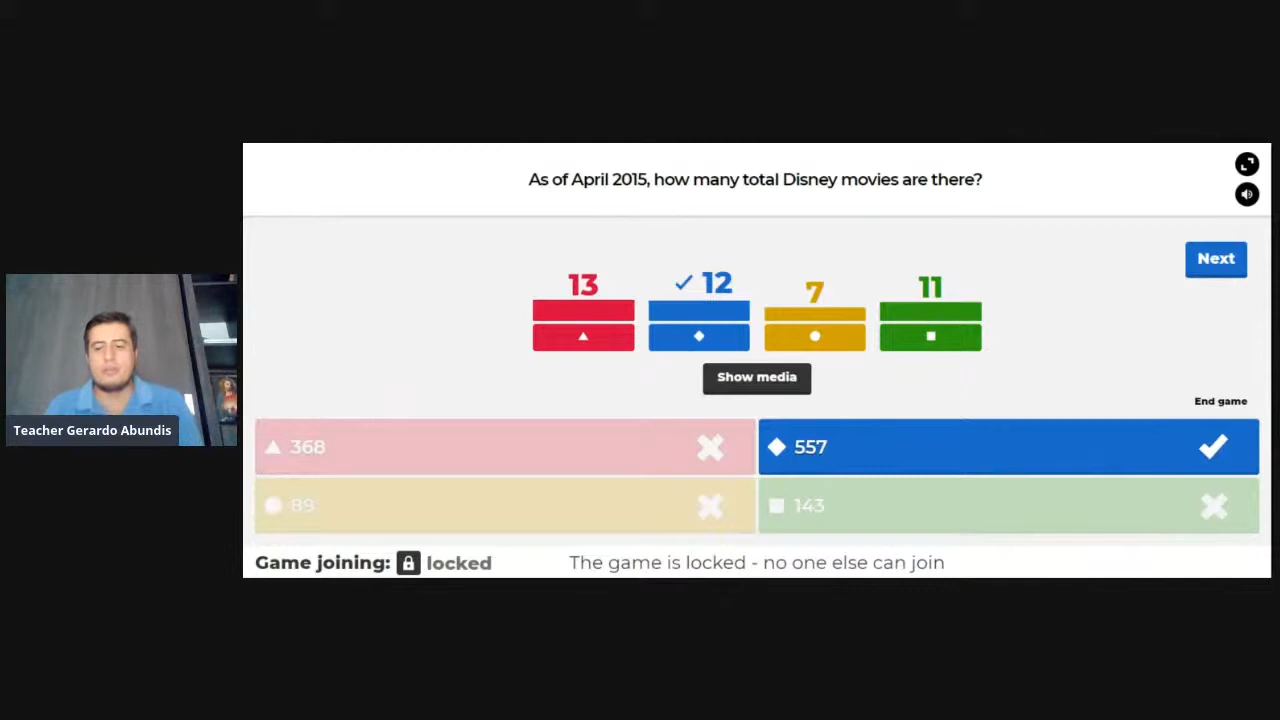 As of April 2015, how many total Disney movies are there?
Next
13
12
7
11
Show media
End game
368
557
89
143
Game joining: locked
The game is locked - no one else can join
Teacher Gerardo Abundis